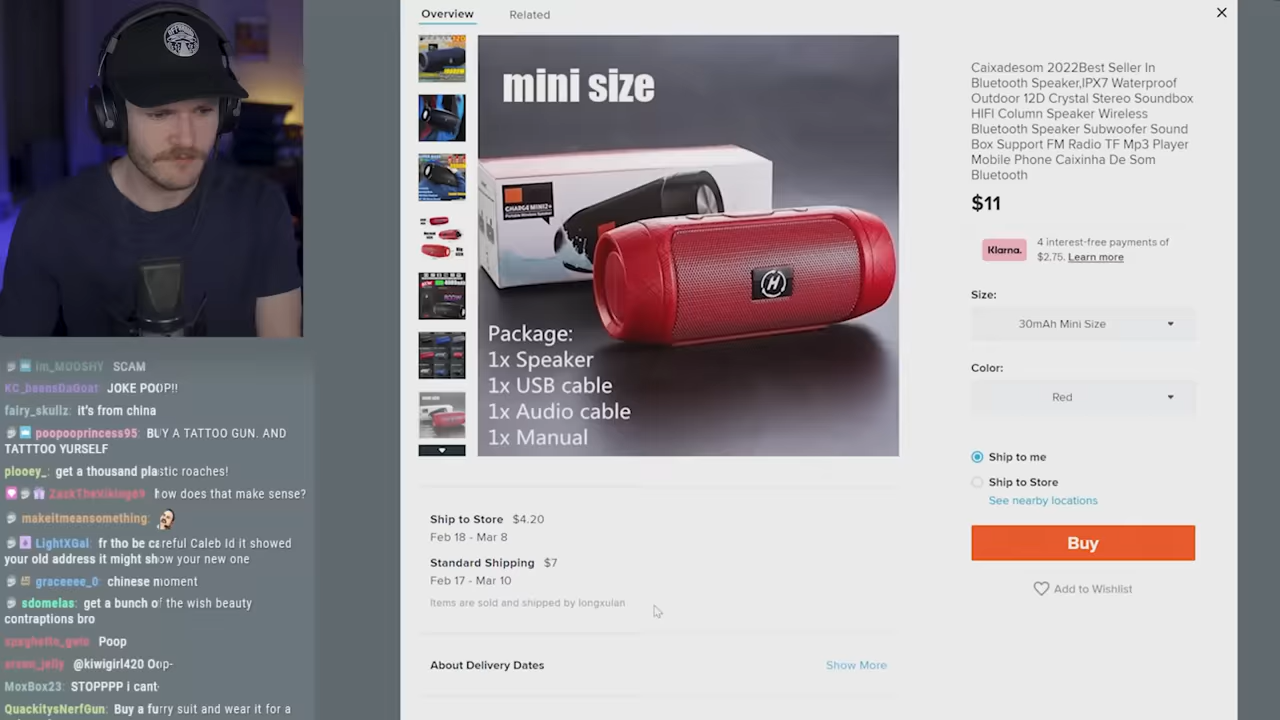 Overview
Related
mini size
CHARGE MINI 2+
Portable Wireless Speaker
Package:
1x Speaker
1x USB cable
1x Audio cable
1x Manual
Caixadesom 2022Best Seller In
Bluetooth Speaker,IPX7 Waterproof
Outdoor 12D Crystal Stereo Soundbox
HIFI Column Speaker Wireless
Bluetooth Speaker Subwoofer Sound
Box Support FM Radio TF Mp3 Player
Mobile Phone Caixinha De Som
Bluetooth
$11
Klarna.
4 interest-free payments of
$2.75. Learn more
Size:
30mAh Mini Size
Color:
Red
Ship to me
Ship to Store
See nearby locations
Buy
Add to Wishlist
Ship to Store $4.20
Feb 18 - Mar 8
Standard Shipping $7
Feb 17 - Mar 10
Items are sold and shipped by longxulan
About Delivery Dates
Show More
Im_MOOSHY SCAM
KC_beensDaGoat: JOKE POOP!!
fairy_skullz: it's from china
poopooprincess95: BUY A TATTOO GUN. AND
TATTTOO YURSELF
plooey_: get a thousand plastic roaches!
how does that make sense?
makeitmeansomething:
LightXGal: fr tho be careful Caleb Id it showed
your old address it might show your new one
graceeee_0: chinese moment
sdomelas: get a bunch of the wish beauty
contraptions bro
Poop
@kiwigirl420 Oop-
MoxBox23: STOPPPP i cant
QuackitysNerfGun: Buy a furry suit and wear it for a